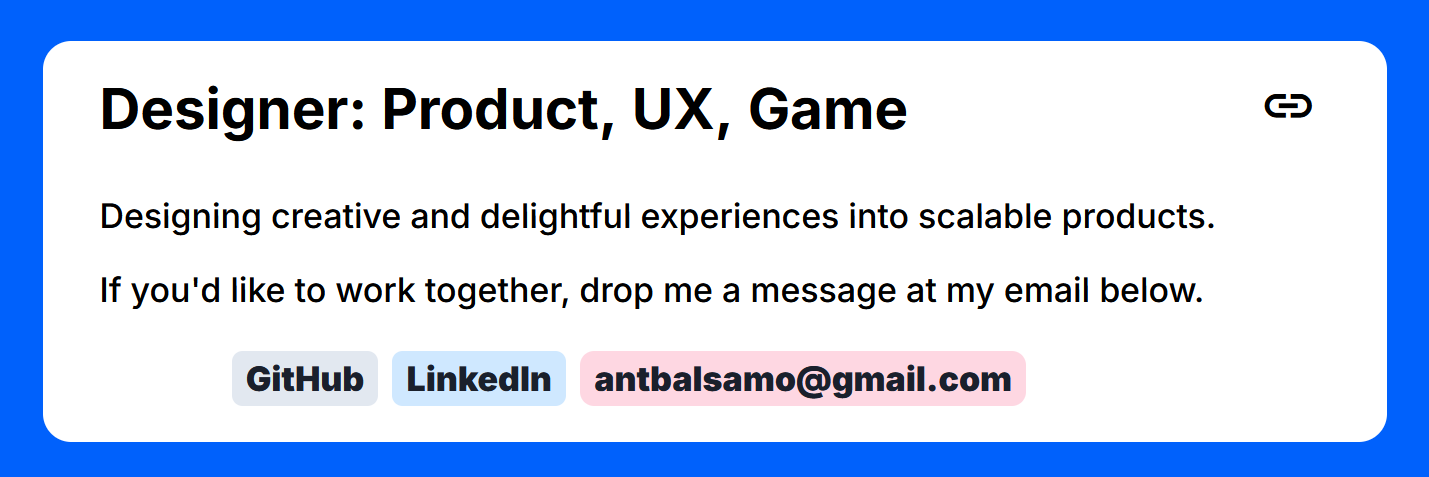 Designer: Product, UX, Game
Designing creative and delightful experiences into scalable products.
If you'd like to work together, drop me a message at my email below.
GitHub LinkedIn antbalsamo@gmail.com